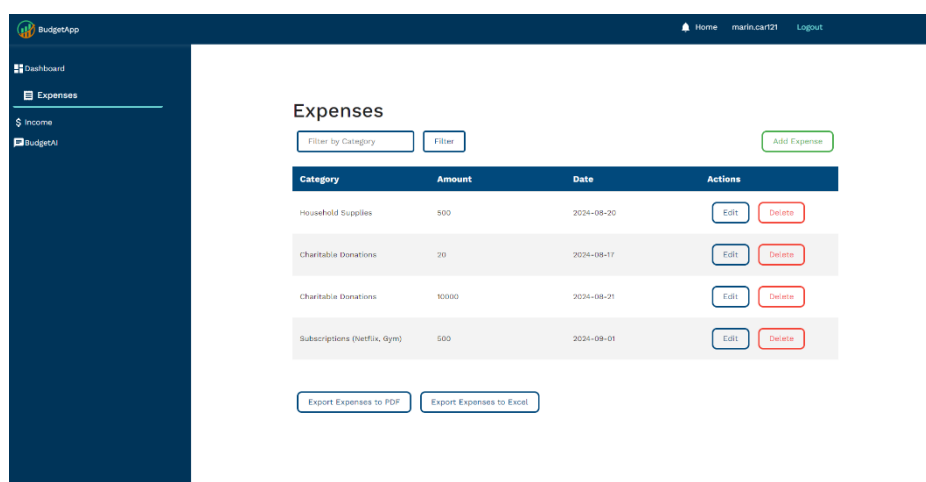 BudgetApp
Home marin.car121 Logout
Dashboard
Expenses
$ Income
BudgetAI
Expenses
Filter by Category Filter Add Expense
Category Amount Date Actions
Household Supplies 500 2024-08-20 Edit Delete
Charitable Donations 20 2024-08-17 Edit Delete
Charitable Donations 10000 2024-08-21 Edit Delete
Subscriptions (Netflix, Gym) 500 2024-09-01 Edit Delete
Export Expenses to PDF Export Expenses to Excel